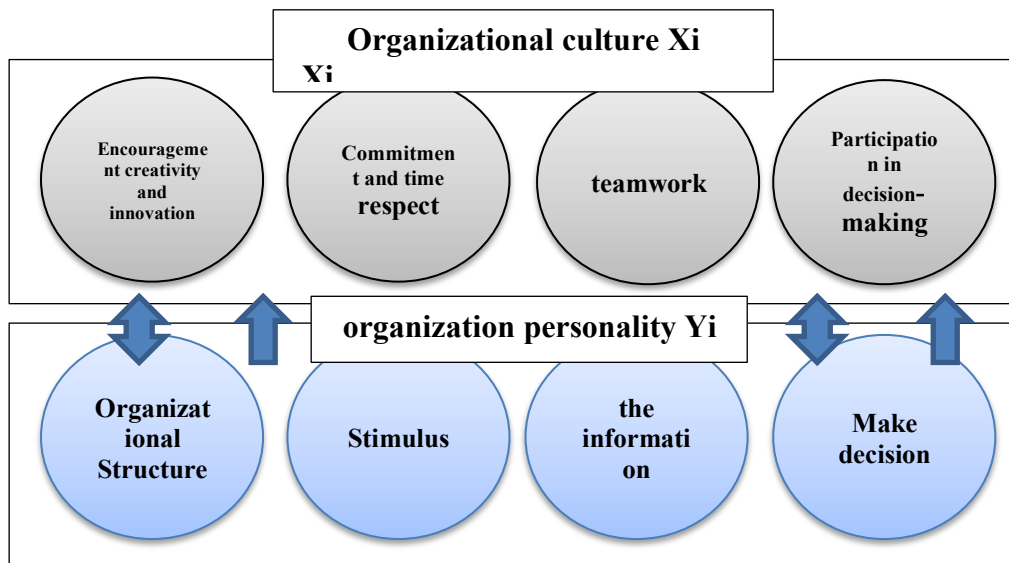 Organizational culture Xi
Xi
Encourageme
nt creativity
and
innovation
Commitmen
t and time
respect
teamwork
Participatio
n in
decision-
making
organization personality Yi
Organizat
ional
Structure
Stimulus
the
informati
on
Make
decision